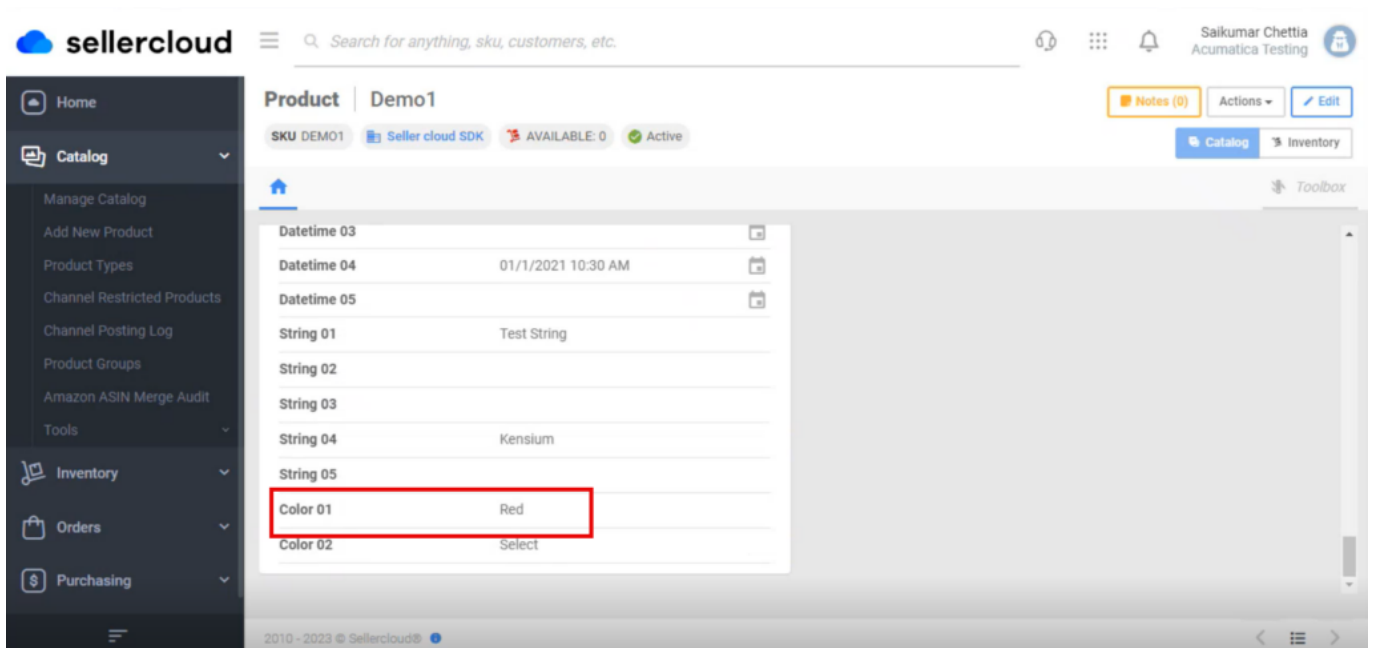 sellercloud
Search for anything, sku, customers, etc.
Saikumar Chettia
Acumatica Testing
Home
Catalog
Manage Catalog
Add New Product
Product Types
Channel Restricted Products
Channel Posting Log
Product Groups
Amazon ASIN Merge Audit
Tools
Inventory
Orders
Purchasing
Product | Demo1
Notes (0)
Actions
Edit
SKU DEMO1
Seller cloud SDK
AVAILABLE: 0
Active
Catalog
Inventory
Toolbox
Datetime 03
Datetime 04 01/1/2021 10:30 AM
Datetime 05
String 01 Test String
String 02
String 03
String 04 Kensium
String 05
Color 01 Red
Color 02 Select
2010 - 2023 © Sellercloud®